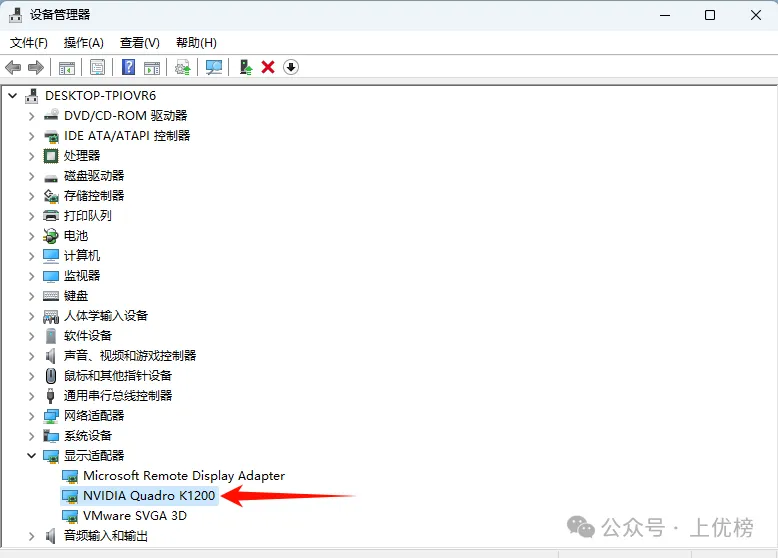 设备管理器
文件(F) 操作(A) 查看(V) 帮助(H)
DESKTOP-TPIOVR6
DVD/CD-ROM 驱动器
IDE ATA/ATAPI 控制器
处理器
磁盘驱动器
存储控制器
打印队列
电池
计算机
监视器
键盘
人体学输入设备
软件设备
声音、视频和游戏控制器
鼠标和其他指针设备
通用串行总线控制器
网络适配器
系统设备
显示适配器
Microsoft Remote Display Adapter
NVIDIA Quadro K1200
VMware SVGA 3D
音频输入和输出
公众号 · 上优榜